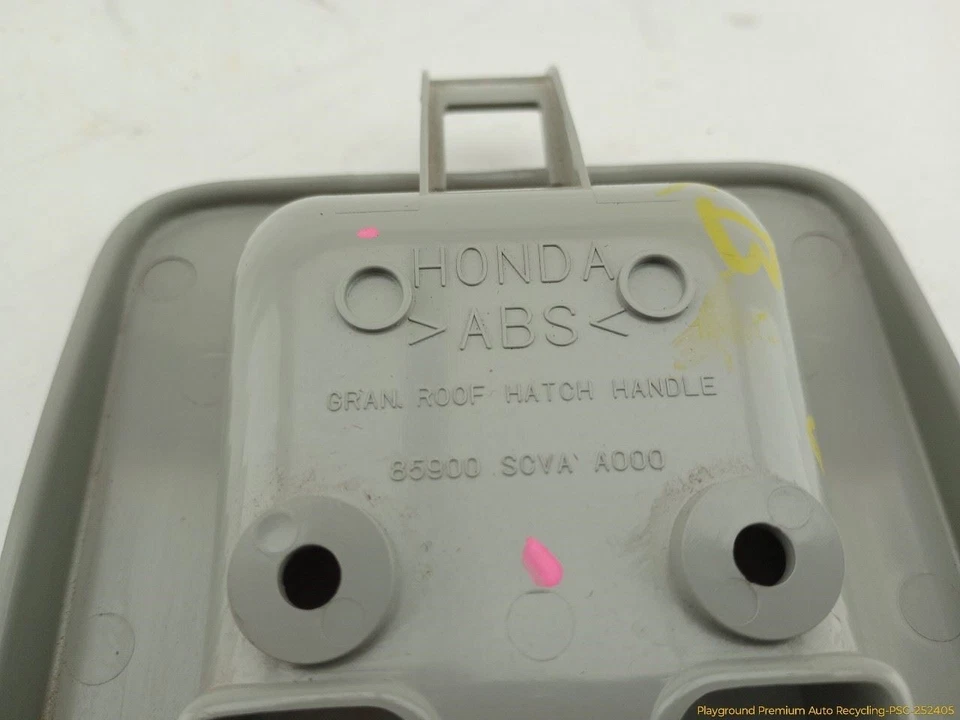 HONDA
>ABS<
GRAN. ROOF HATCH HANDLE
85900 SCVA A000
Playground Premium Auto Recycling-PSC-252405